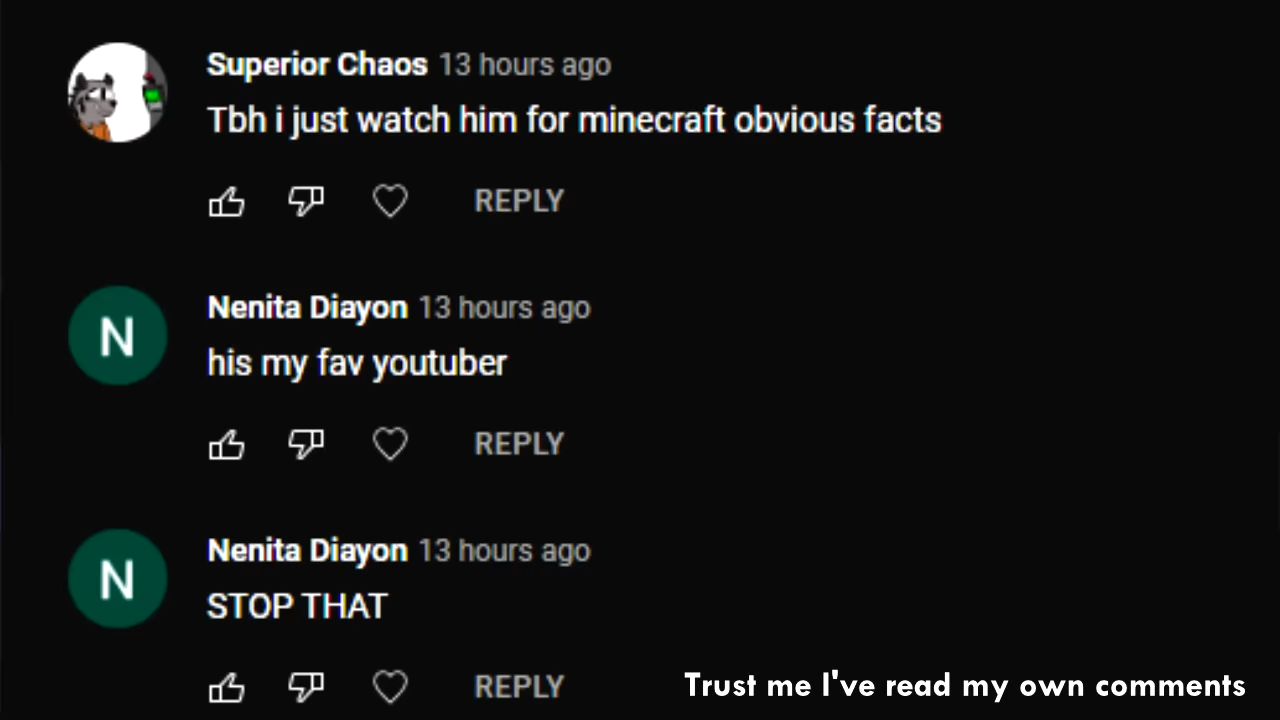 Superior Chaos 13 hours ago
Tbh i just watch him for minecraft obvious facts
REPLY
N
Nenita Diayon 13 hours ago
his my fav youtuber
REPLY
N
Nenita Diayon 13 hours ago
STOP THAT
REPLY
Trust me I've read my own comments